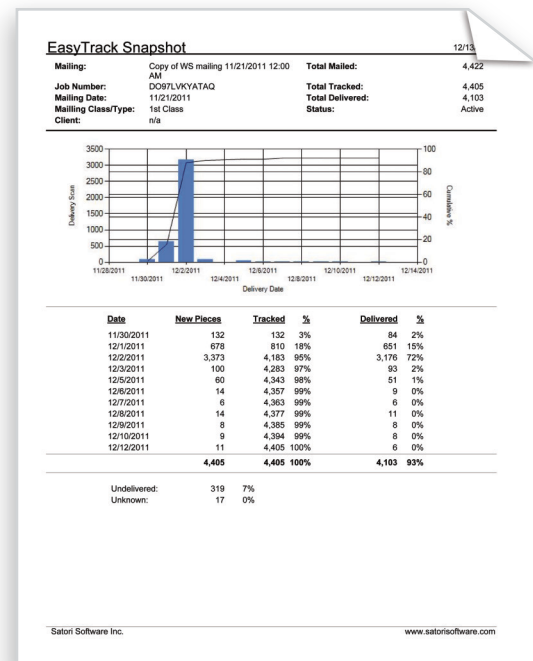 EasyTrack Snapshot 12/13
Mailing: Copy of WS mailing 11/21/2011 12:00 AM Total Mailed: 4,422
Job Number: DO97LVKYATAQ Total Tracked: 4,405
Mailing Date: 11/21/2011 Total Delivered: 4,103
Mailling Class/Type: 1st Class Status: Active
Client: n/a
3500 100
3000 80
2500
2000 60
1500 40
1000
500 20
0 0
Delivery Scan
Cumulative %
11/28/2011 12/2/2011 12/6/2011 12/10/2011 12/14/2011
11/30/2011 12/4/2011 12/8/2011 12/12/2011
Delivery Date
Date New Pieces Tracked % Delivered %
11/30/2011 132 132 3% 84 2%
12/1/2011 678 810 18% 651 15%
12/2/2011 3,373 4,183 95% 3,176 72%
12/3/2011 100 4,283 97% 93 2%
12/5/2011 60 4,343 98% 51 1%
12/6/2011 14 4,357 99% 9 0%
12/7/2011 6 4,363 99% 6 0%
12/8/2011 14 4,377 99% 11 0%
12/9/2011 8 4,385 99% 8 0%
12/10/2011 9 4,394 99% 8 0%
12/12/2011 11 4,405 100% 6 0%
4,405 4,405 100% 4,103 93%
Undelivered: 319 7%
Unknown: 17 0%
Satori Software Inc. www.satorisoftware.com